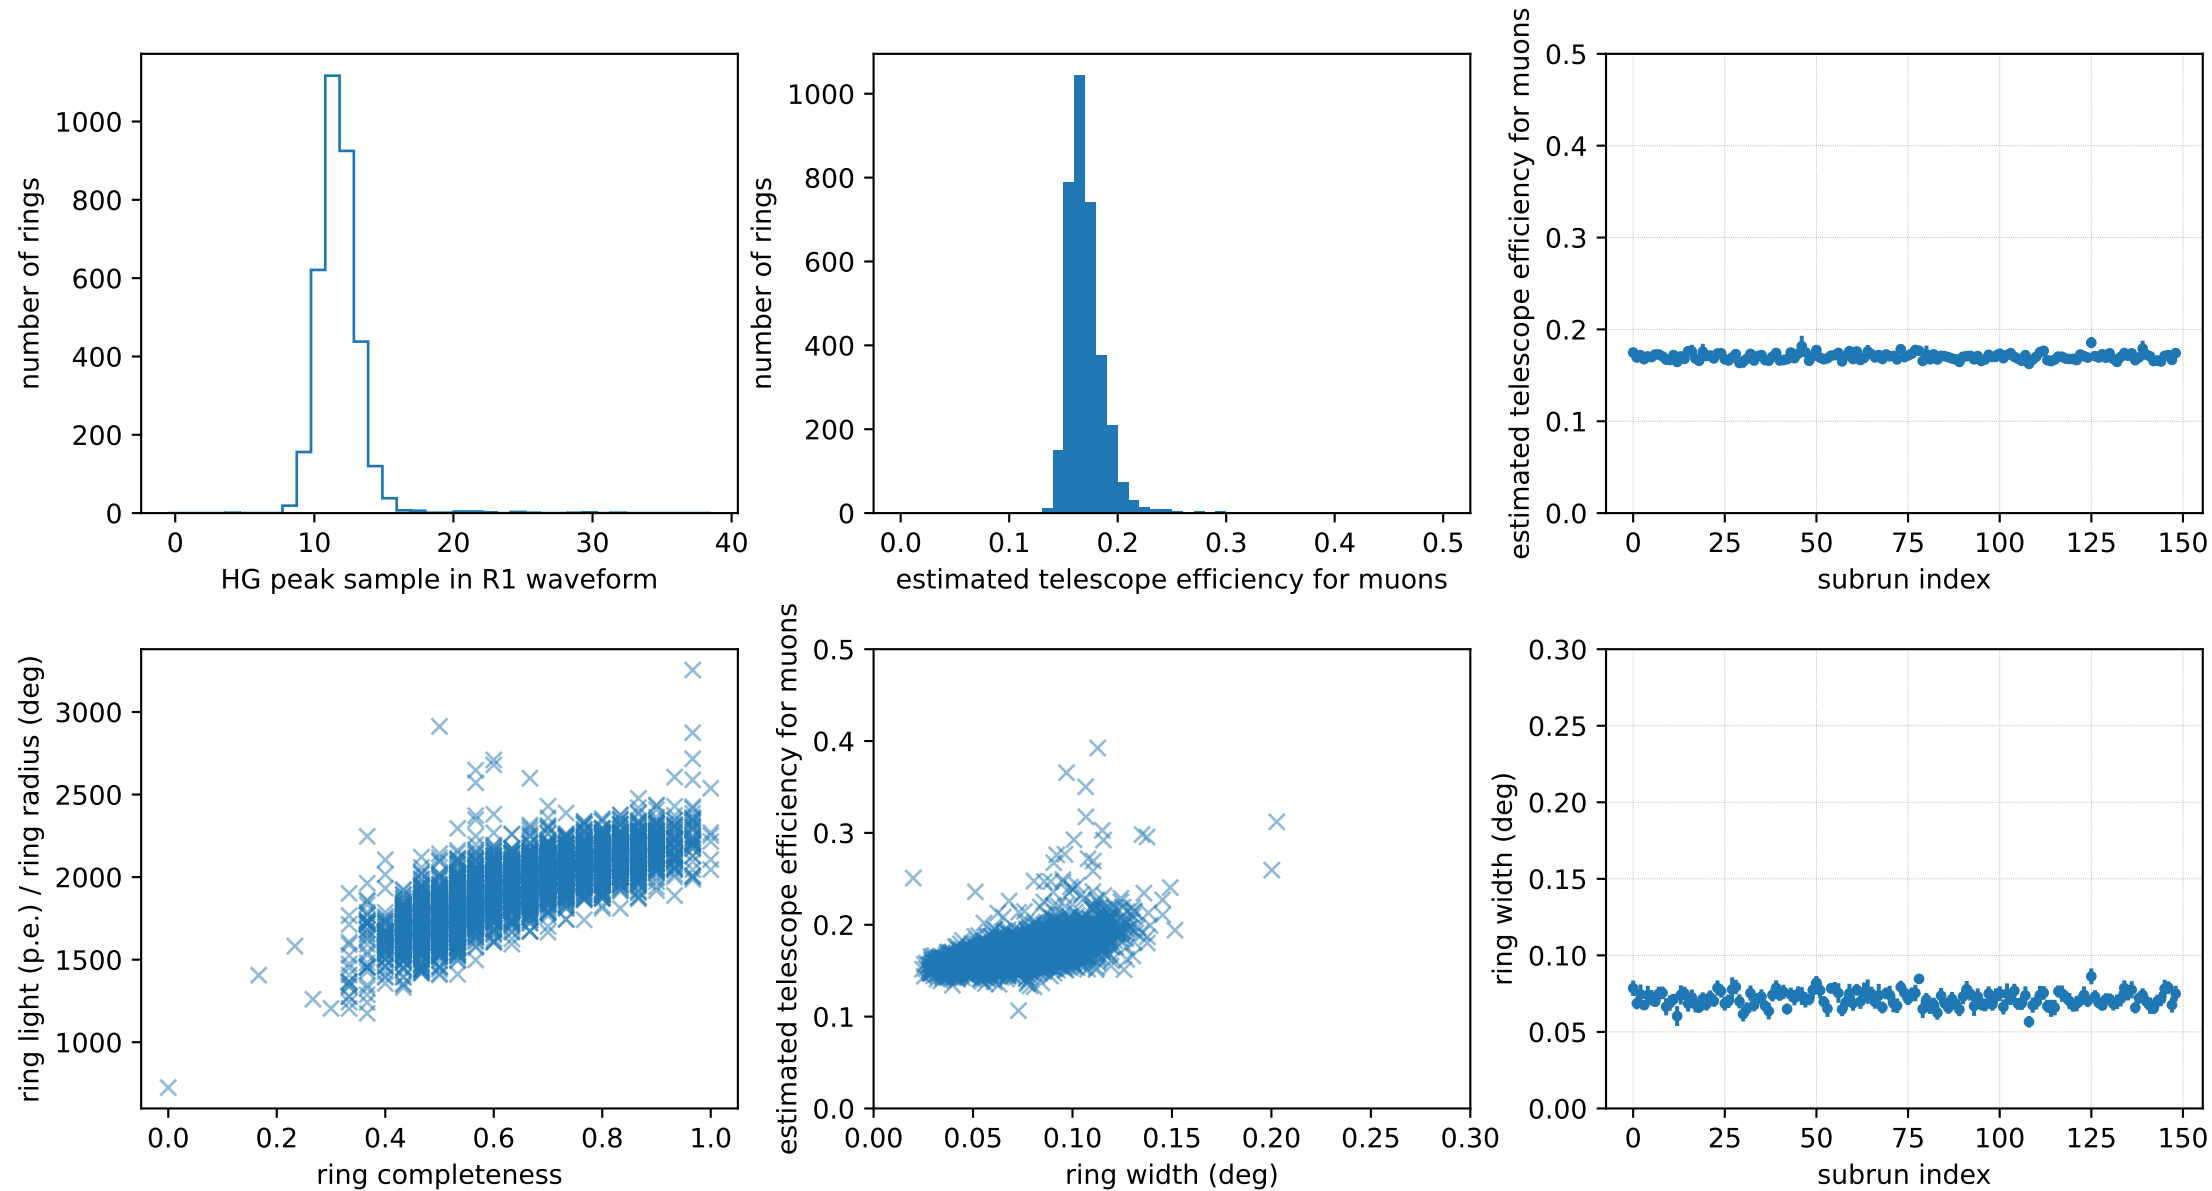 number of rings
1000
800
600
400
200
0
0 10 20 30 40
HG peak sample in R1 waveform
number of rings
1000
800
600
400
200
0
0.0 0.1 0.2 0.3 0.4 0.5
estimated telescope efficiency for muons
estimated telescope efficiency for muons
0.5
0.4
0.3
0.2
0.1
0.0
0 25 50 75 100 125 150
subrun index
ring light (p.e.) / ring radius (deg)
3000
2500
2000
1500
1000
0.0 0.2 0.4 0.6 0.8 1.0
ring completeness
estimated telescope efficiency for muons
0.5
0.4
0.3
0.2
0.1
0.0
0.00 0.05 0.10 0.15 0.20 0.25 0.30
ring width (deg)
ring width (deg)
0.30
0.25
0.20
0.15
0.10
0.05
0.00
0 25 50 75 100 125 150
subrun index